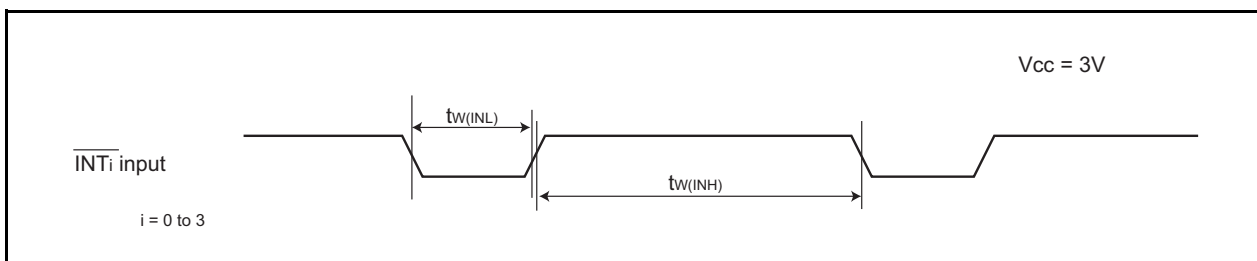 Vcc = 3V
tW(INL)
INTi input
tW(INH)
i = 0 to 3